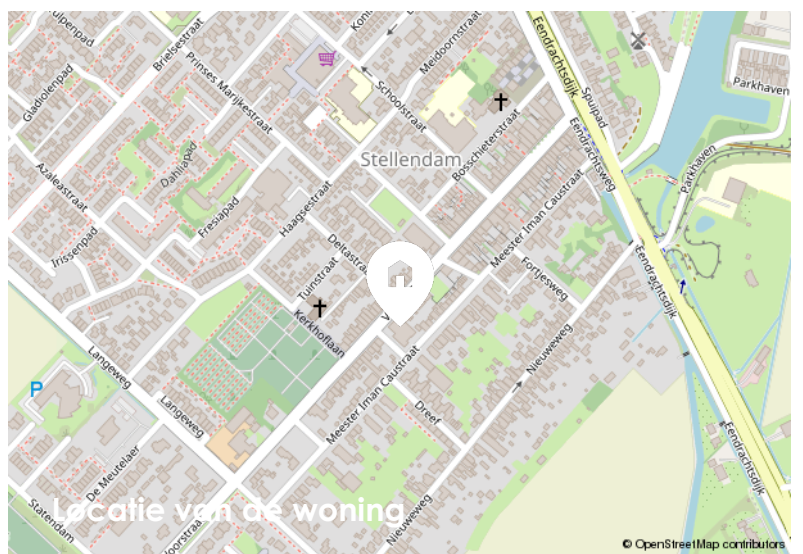 Tulpenpad
Brielsestraat
Gladiolenpad
Prinses Marijkestraat
Meidoornstraat
Schoolstraat
Eendrachtsdijk
Spuipad
Parkhaven
Eendrachtsweg
Parkhaven
Stellendam
Bosschieterstraat
Dahliapad
Azaleastraat
Fresiapad
Haagsestraat
Irissenpad
Deltastraat
Tuinstraat
Meester Iman Caustraat
Fortjesweg
Eendrachtsdijk
Kerkhoflaan
Nieuweweg
Langeweg
P
Langeweg
Meester Iman Caustraat
Dreef
De Meutelaer
Eendrachtsdijk
Statendam
Voorstraat
Nieuweweg
Locatie van de woning
© OpenStreetMap contributors